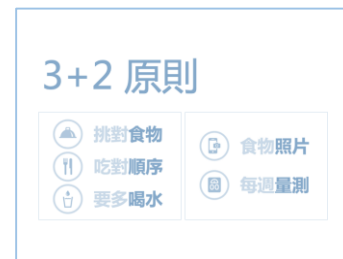 3+2 原則
挑對食物
吃對順序
要多喝水
食物照片
每週量測